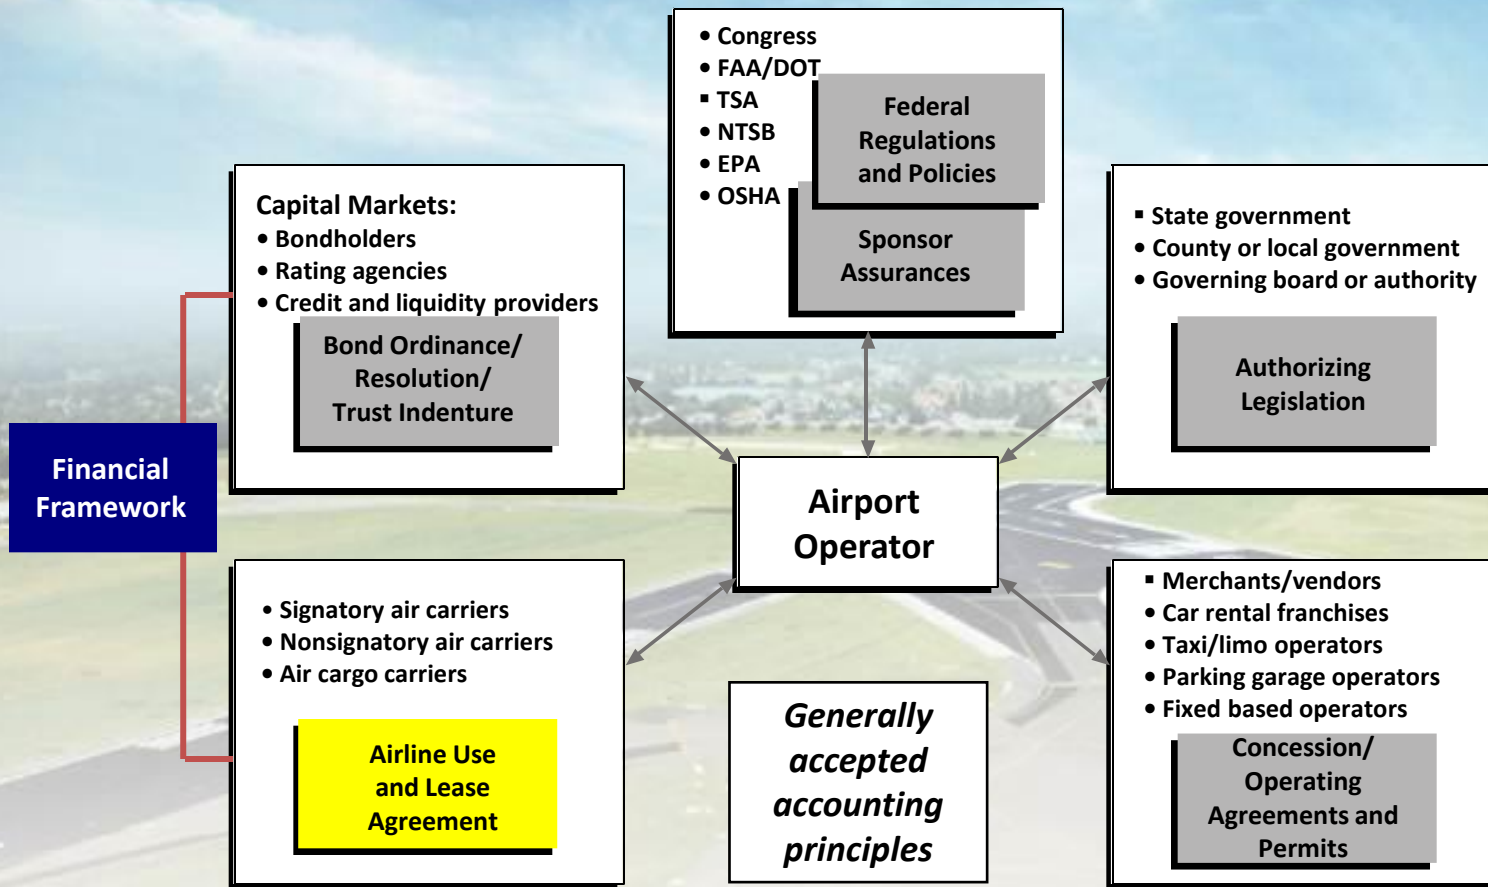 • Congress
• FAA/DOT
▪ TSA
• NTSB
• EPA
• OSHA
Federal
Regulations
and Policies
Sponsor
Assurances
Capital Markets:
• Bondholders
• Rating agencies
• Credit and liquidity providers
Bond Ordinance/
Resolution/
Trust Indenture
▪ State government
• County or local government
• Governing board or authority
Authorizing
Legislation
Financial
Framework
Airport
Operator
• Signatory air carriers
• Nonsignatory air carriers
• Air cargo carriers
Airline Use
and Lease
Agreement
Generally
accepted
accounting
principles
▪ Merchants/vendors
• Car rental franchises
• Taxi/limo operators
• Parking garage operators
• Fixed based operators
Concession/
Operating
Agreements and
Permits